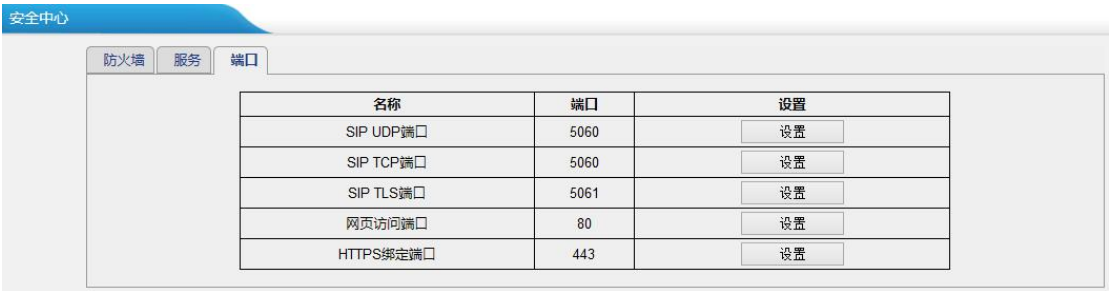 安全中心
防火墙 服务 端口
名称 端口 设置
SIP UDP端口 5060 设置
SIP TCP端口 5060 设置
SIP TLS端口 5061 设置
网页访问端口 80 设置
HTTPS绑定端口 443 设置